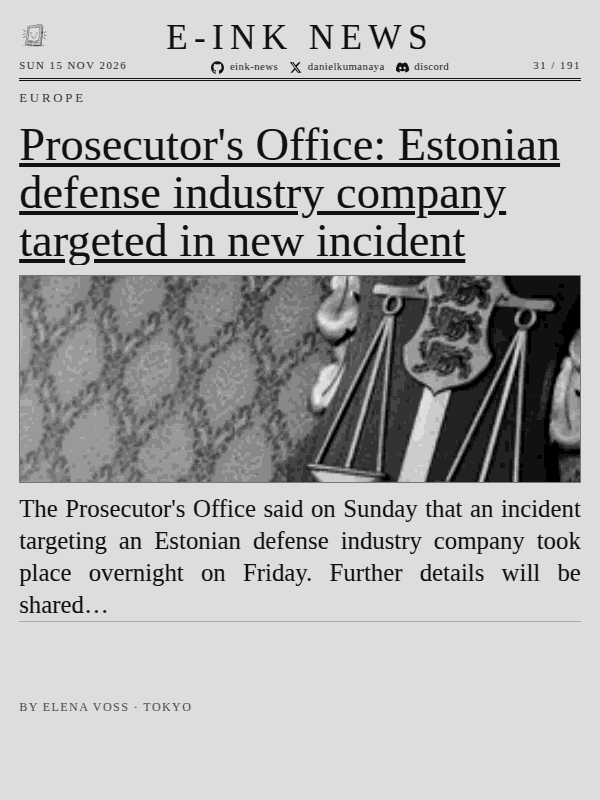 E-INK NEWS
SUN 15 NOV 2026
eink-news danielkumanaya discord
31 / 191
EUROPE
Prosecutor's Office: Estonian
defense industry company
targeted in new incident
The Prosecutor's Office said on Sunday that an incident
targeting an Estonian defense industry company took
place overnight on Friday. Further details will be
shared…
BY ELENA VOSS · TOKYO